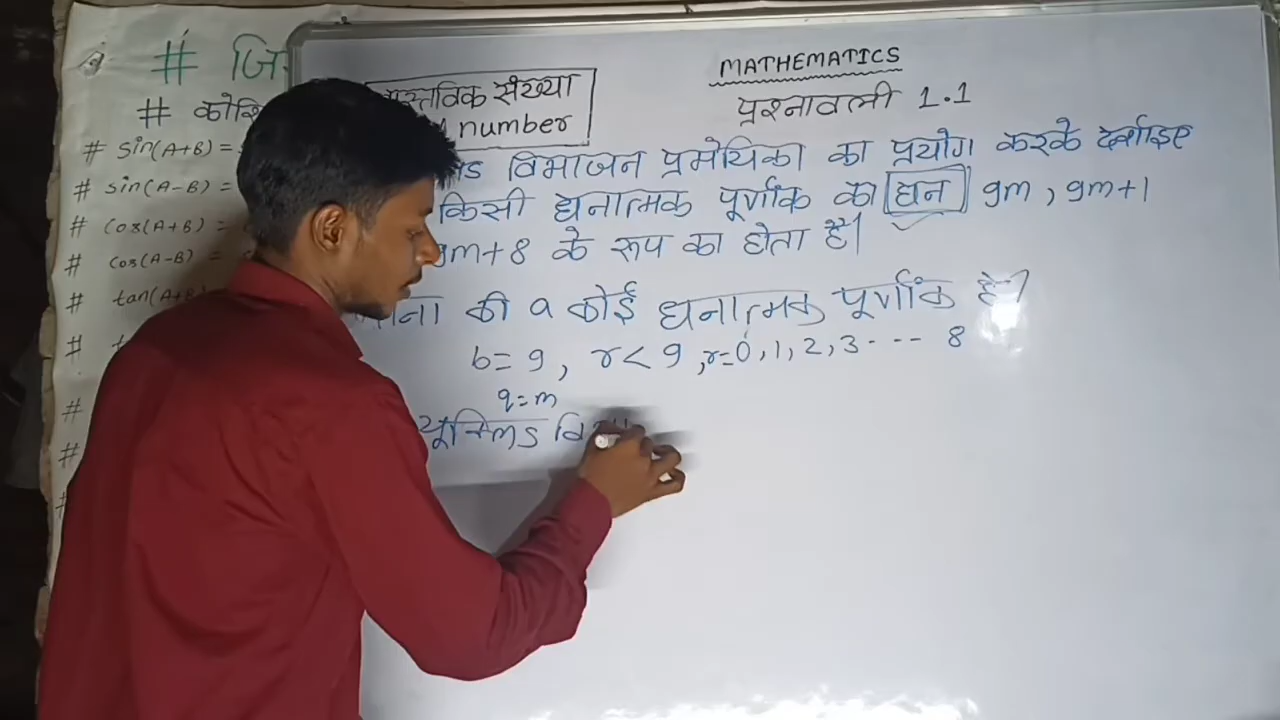 # जि
# कोशि
# sin(A+B) =
# sin(A-B) =
# cos(A+B) =
# cos(A-B) =
# tan(A+B)
#
#
#
#
संख्या
number
MATHEMATICS
प्रश्नावली 1.1
विभाजन प्रमेयिका का प्रयोग करके दर्शाइए
किसी धनात्मक पूर्णांक का घन 9m, 9m+1
9m+8 के रूप का होता है।
की a कोई धनात्मक पूर्णांक है।
b = 9, r < 9, r=0, 1, 2, 3 - - - - 8
q = m
यूक्लिड